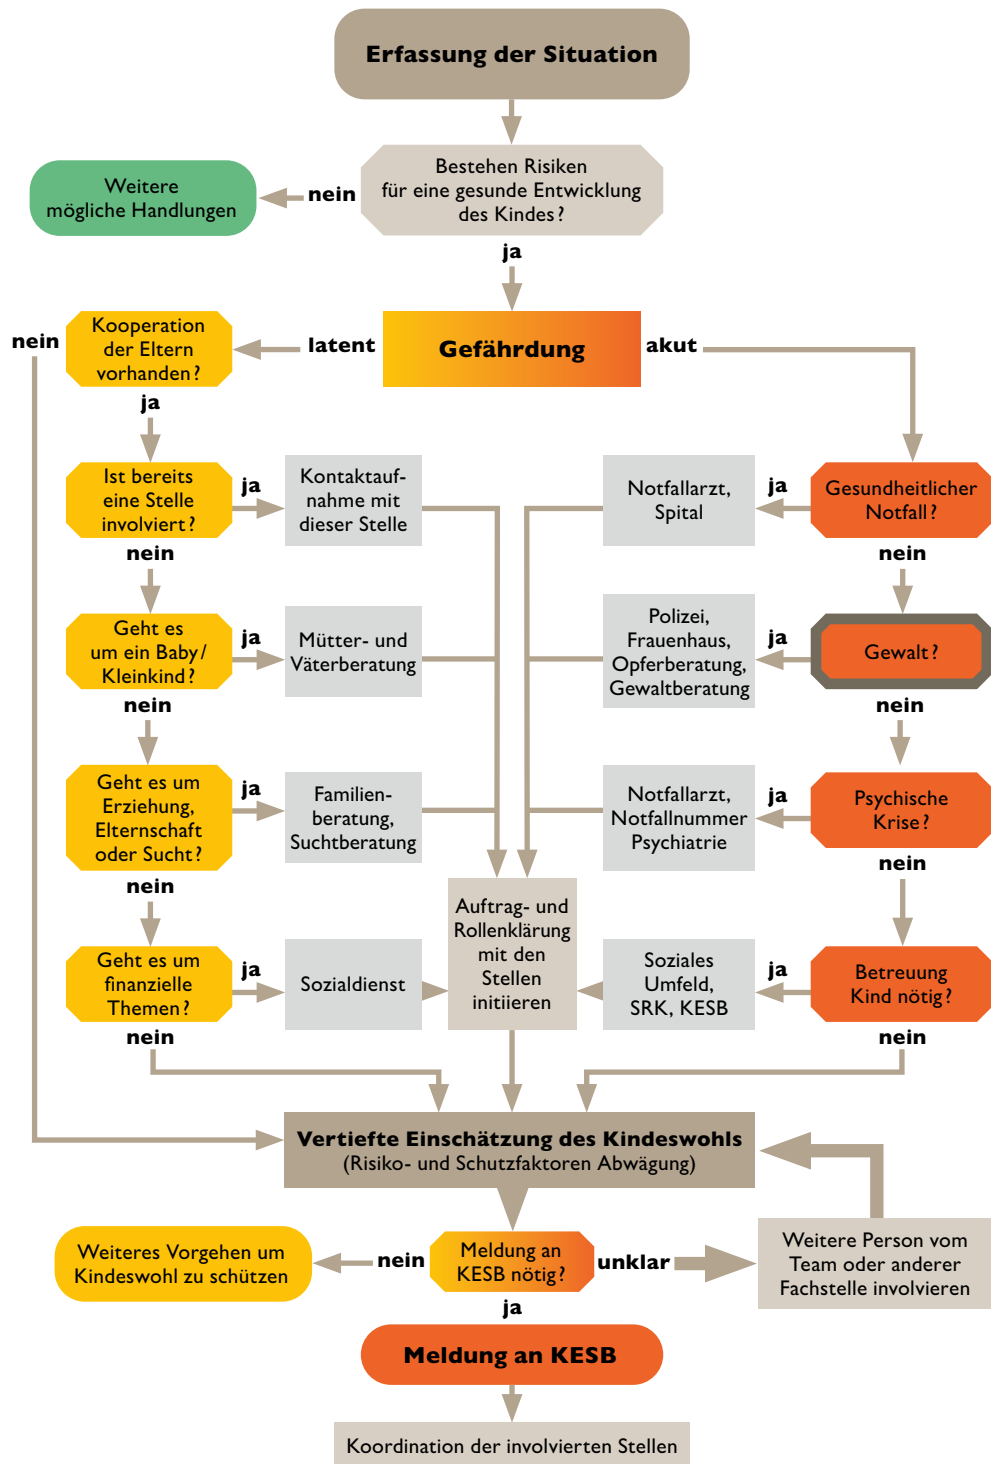 Erfassung der Situation
Bestehen Risiken
für eine gesunde Entwicklung
des Kindes?
nein
Weitere
mögliche Handlungen
ja
Gefährdung
latent
akut
Kooperation
der Eltern
vorhanden?
nein
ja
Ist bereits
eine Stelle
involviert?
ja
Kontaktauf-
nahme mit
dieser Stelle
nein
Geht es
um ein Baby/
Kleinkind?
ja
Mütter- und
Väterberatung
nein
Geht es um
Erziehung,
Elternschaft
oder Sucht?
ja
Familien-
beratung,
Suchtberatung
nein
Geht es um
finanzielle
Themen?
ja
Sozialdienst
nein
Gesundheitlicher
Notfall?
ja
Notfallarzt,
Spital
nein
Gewalt?
ja
Polizei,
Frauenhaus,
Opferberatung,
Gewaltberatung
nein
Psychische
Krise?
ja
Notfallarzt,
Notfallnummer
Psychiatrie
nein
Betreuung
Kind nötig?
ja
Soziales
Umfeld,
SRK, KESB
nein
Auftrag- und
Rollenklärung
mit den
Stellen
initiieren
Vertiefte Einschätzung des Kindeswohls
(Risiko- und Schutzfaktoren Abwägung)
Meldung an
KESB nötig?
nein
Weiteres Vorgehen um
Kindeswohl zu schützen
unklar
Weitere Person vom
Team oder anderer
Fachstelle involvieren
ja
Meldung an KESB
Koordination der involvierten Stellen